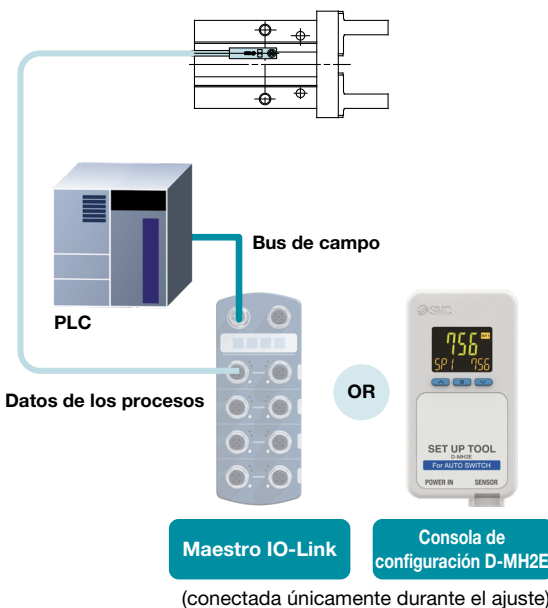 Bus de campo
PLC
Datos de los procesos
OR
SMC
756
SP1 756
SET UP TOOL
D-MH2E
For AUTO SWITCH
POWER IN SENSOR
Maestro IO-Link
Consola de
configuración D-MH2E
(conectada únicamente durante el ajuste)